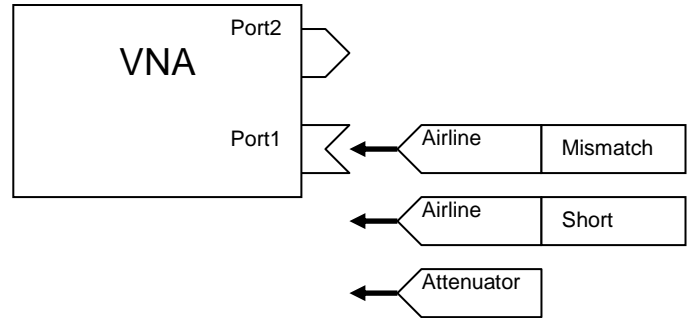 Port2
VNA
Port1
Airline
Mismatch
Airline
Short
Attenuator